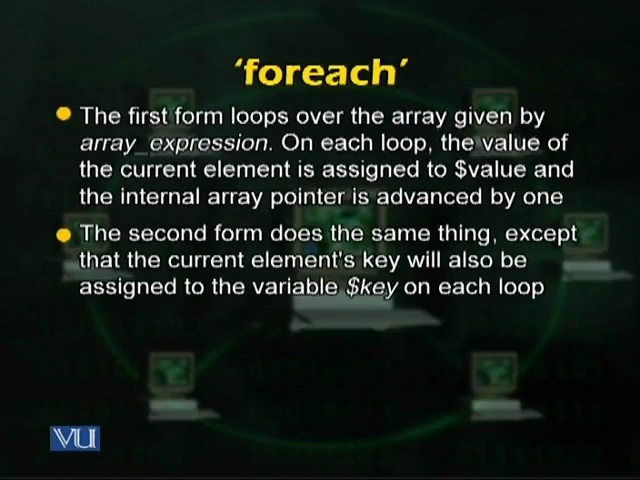 ‘foreach’
The first form loops over the array given by
array_expression. On each loop, the value of
the current element is assigned to $value and
the internal array pointer is advanced by one
The second form does the same thing, except
that the current element's key will also be
assigned to the variable $key on each loop
VU